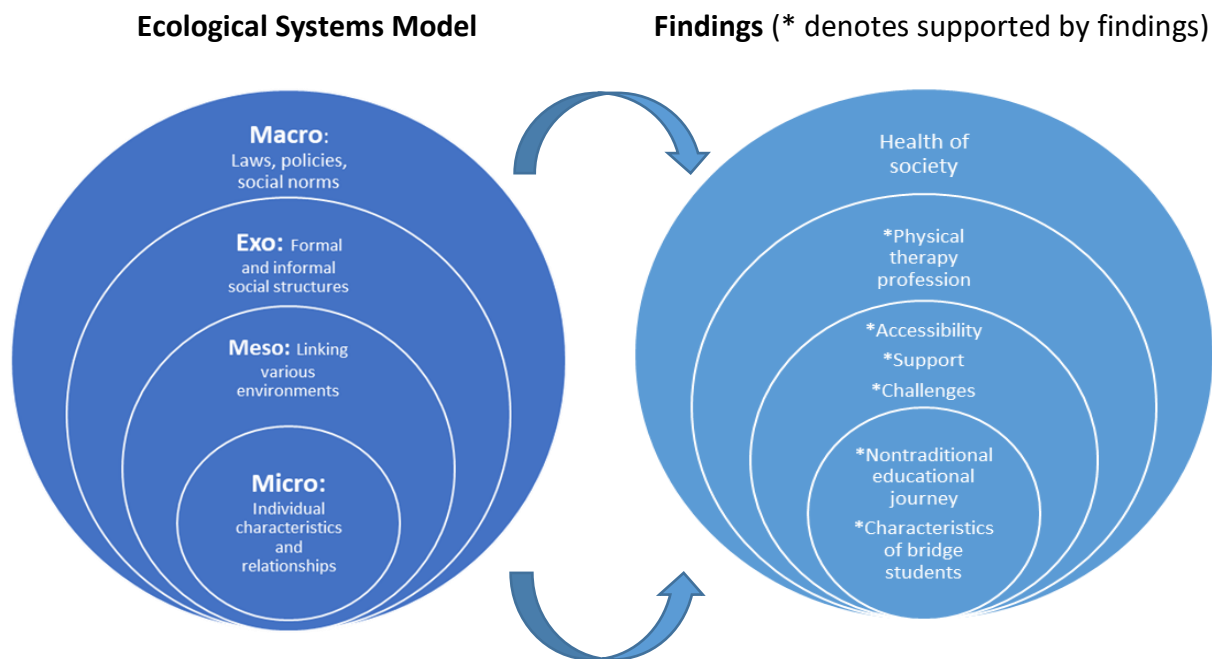 Ecological Systems Model
Findings (* denotes supported by findings)
Macro:
Laws, policies,
social norms
Exo: Formal
and informal
social structures
Meso: Linking
various
environments
Micro:
Individual
characteristics
and
relationships
Health of
society
*Physical
therapy
profession
*Accessibility
*Support
*Challenges
*Nontraditional
educational
journey
*Characteristics
of bridge
students